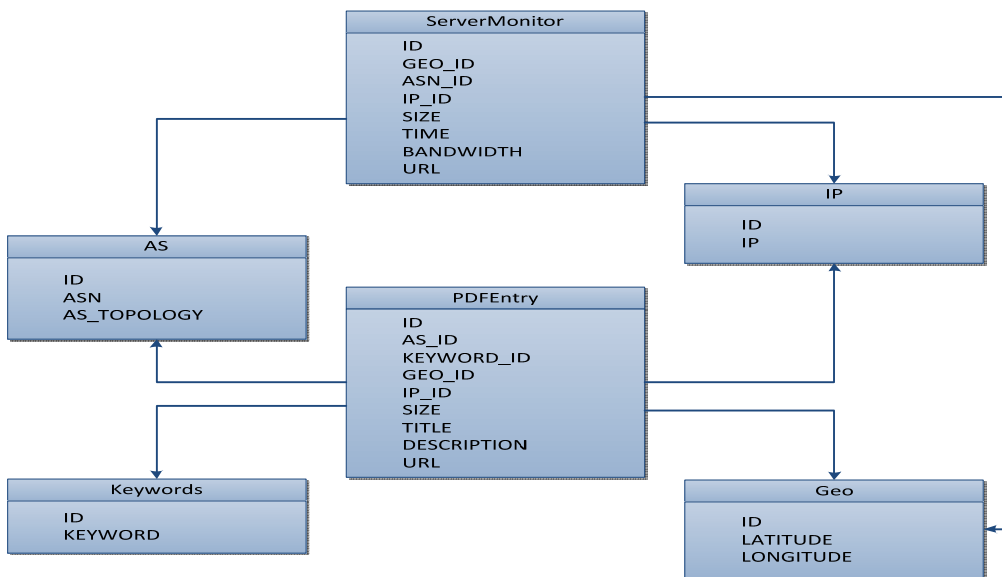 ServerMonitor
ID
GEO_ID
ASN_ID
IP_ID
SIZE
TIME
BANDWIDTH
URL
IP
ID
IP
AS
ID
ASN
AS_TOPOLOGY
PDFEntry
ID
AS_ID
KEYWORD_ID
GEO_ID
IP_ID
SIZE
TITLE
DESCRIPTION
URL
Keywords
ID
KEYWORD
Geo
ID
LATITUDE
LONGITUDE